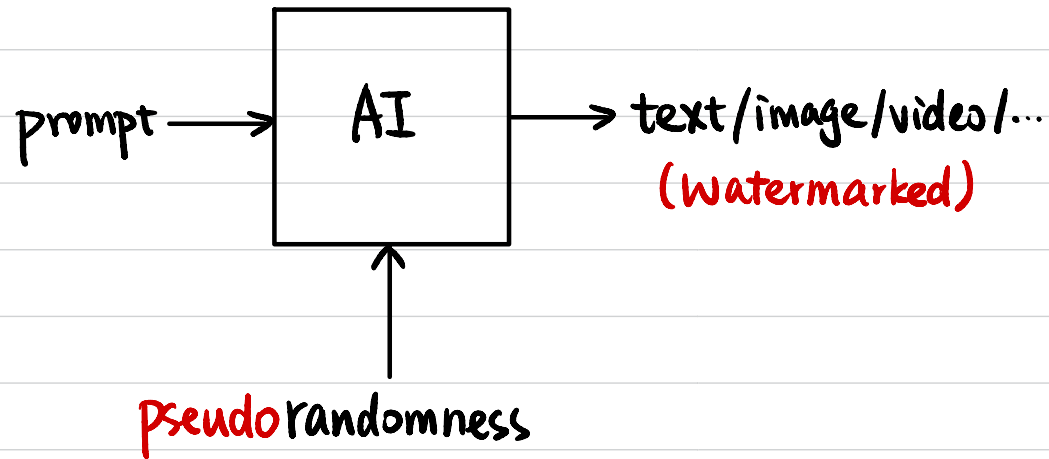 prompt
AI
text/image/video/...
(Watermarked)
pseudorandomness